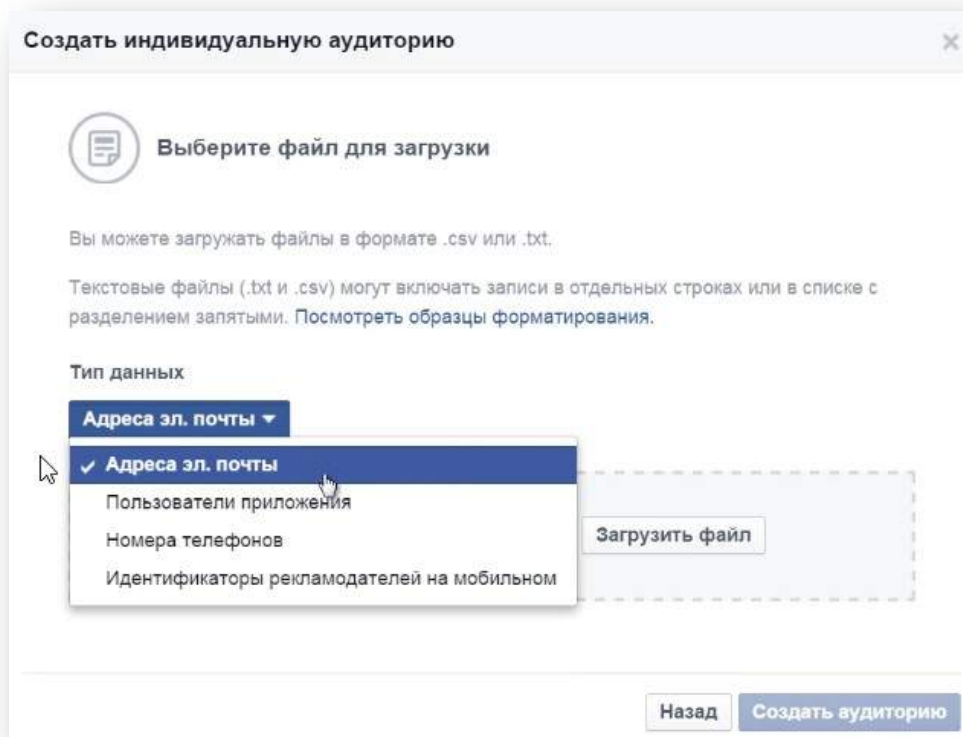 Создать индивидуальную аудиторию
Выберите файл для загрузки
Вы можете загружать файлы в формате .csv или .txt.
Текстовые файлы (.txt и .csv) могут включать записи в отдельных строках или в списке с
разделением запятыми. Посмотреть образцы форматирования.
Тип данных
Адреса эл. почты
Адреса эл. почты
Пользователи приложения
Номера телефонов
Идентификаторы рекламодателей на мобильном
Загрузить файл
Назад Создать аудиторию